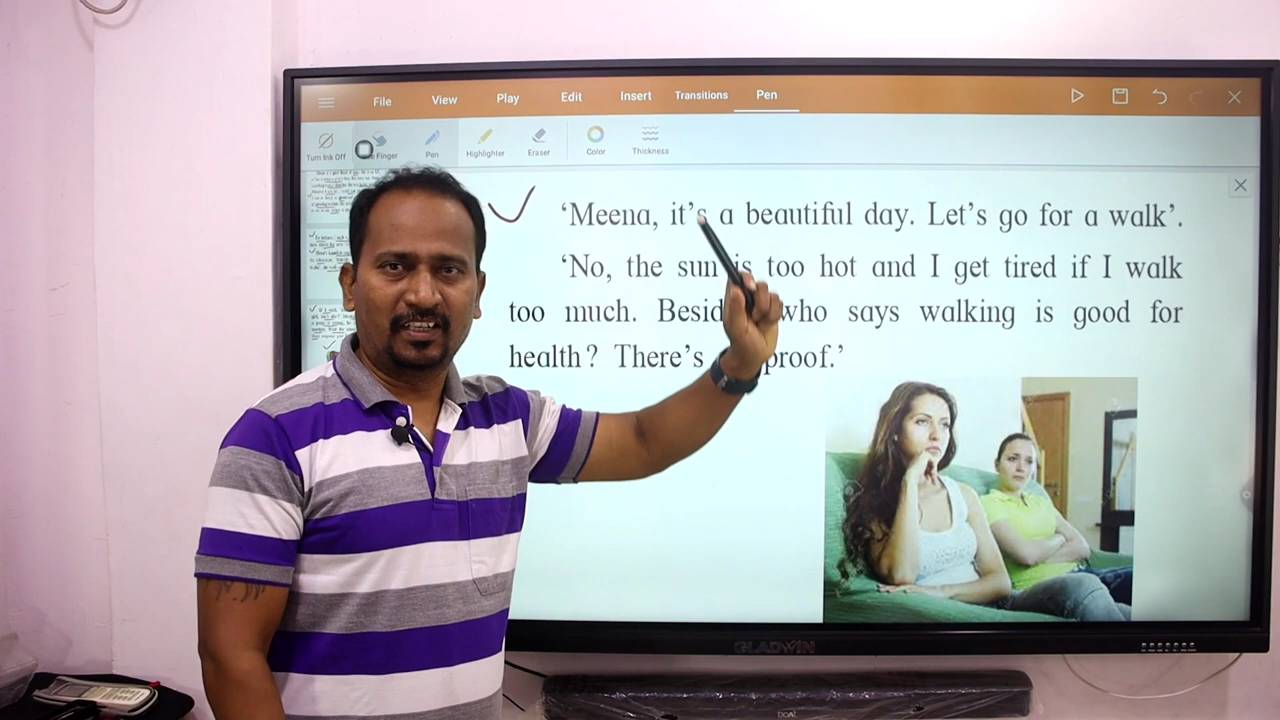 File View Play Edit Insert Transitions Pen
Turn Ink Off Finger Pen Highlighter Eraser Color Thickness
‘Meena, it’s a beautiful day. Let’s go for a walk’.
‘No, the sun is too hot and I get tired if I walk
too much. Besid who says walking is good for
health? There’s proof.’
GLADWIN
boAt